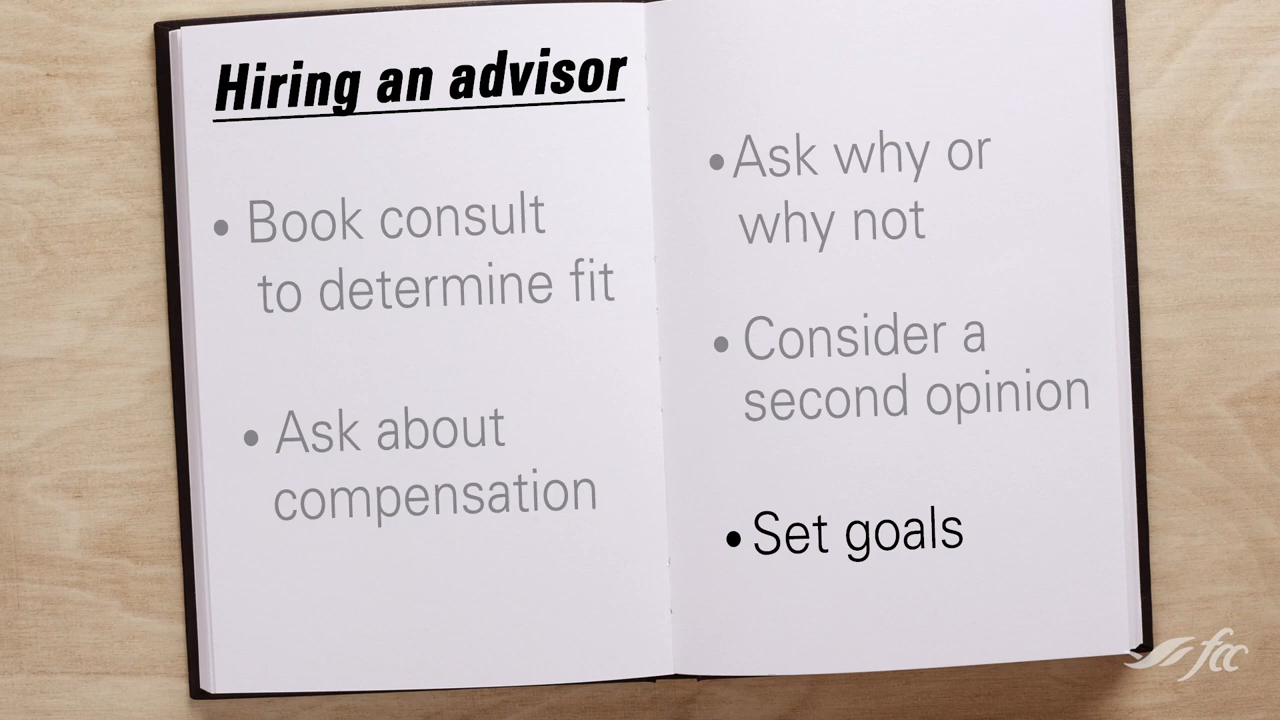 Hiring an advisor
• Book consult
to determine fit
• Ask about
compensation
• Ask why or
why not
• Consider a
second opinion
• Set goals
fcc